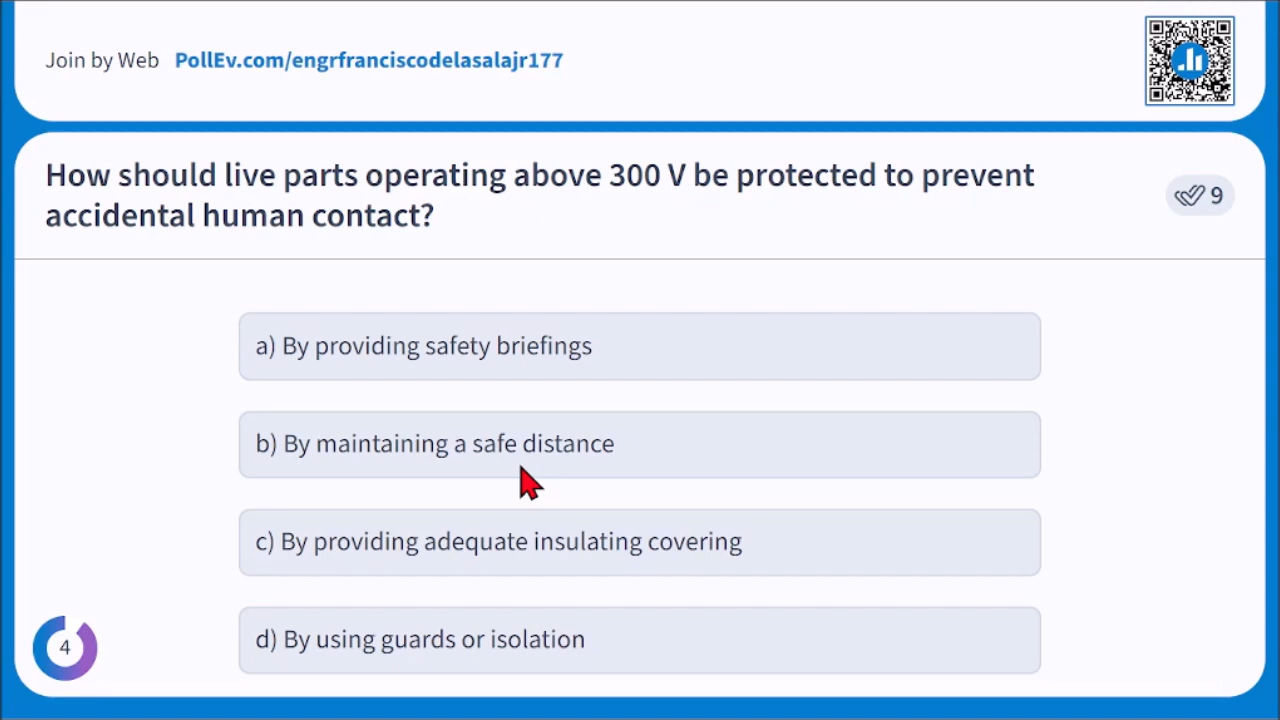 Join by Web PollEv.com/engrfranciscodelasalajr177
How should live parts operating above 300 V be protected to prevent
accidental human contact?
9
a) By providing safety briefings
b) By maintaining a safe distance
c) By providing adequate insulating covering
d) By using guards or isolation
4